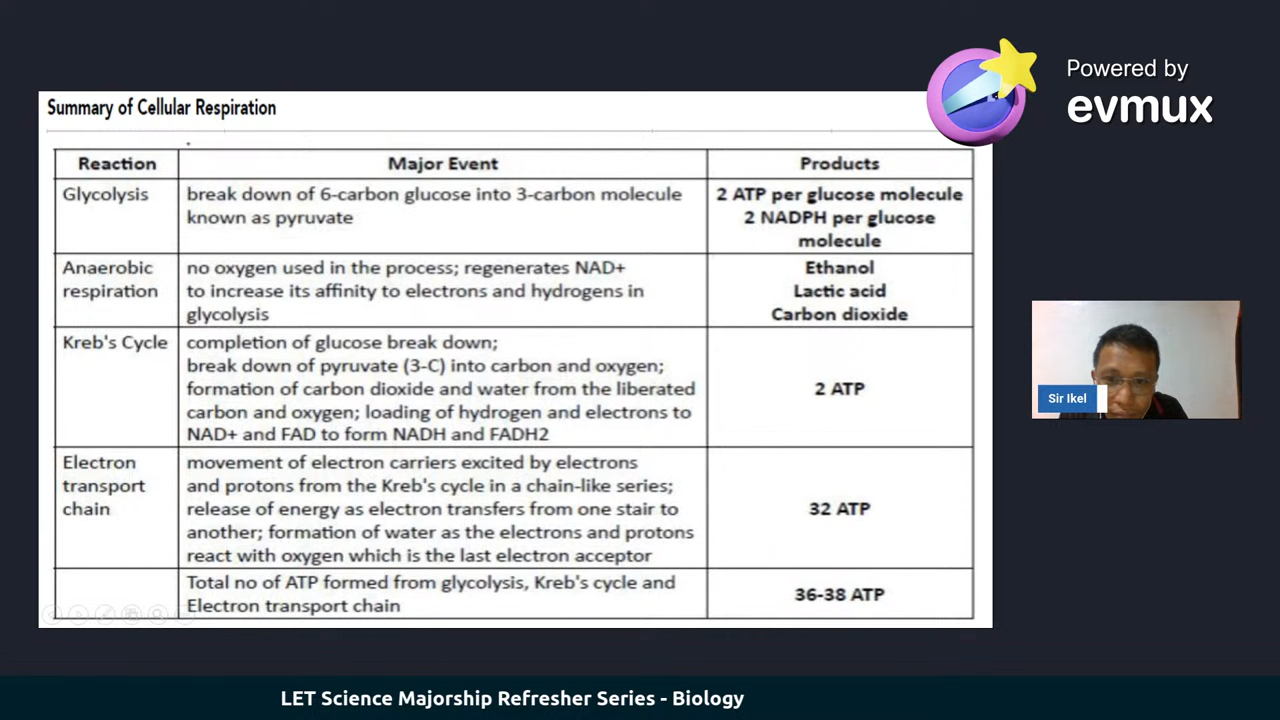 Powered by
evmux
Summary of Cellular Respiration
Reaction
Major Event
Products
Glycolysis
break down of 6-carbon glucose into 3-carbon molecule
known as pyruvate
2 ATP per glucose molecule
2 NADPH per glucose
molecule
Anaerobic
respiration
no oxygen used in the process; regenerates NAD+
to increase its affinity to electrons and hydrogens in
glycolysis
Ethanol
Lactic acid
Carbon dioxide
Kreb's Cycle
completion of glucose break down;
break down of pyruvate (3-C) into carbon and oxygen;
formation of carbon dioxide and water from the liberated
carbon and oxygen; loading of hydrogen and electrons to
NAD+ and FAD to form NADH and FADH2
2 ATP
Electron
transport
chain
movement of electron carriers excited by electrons
and protons from the Kreb's cycle in a chain-like series;
release of energy as electron transfers from one stair to
another; formation of water as the electrons and protons
react with oxygen which is the last electron acceptor
32 ATP
Total no of ATP formed from glycolysis, Kreb's cycle and
Electron transport chain
36-38 ATP
Sir Ikel
LET Science Majorship Refresher Series - Biology